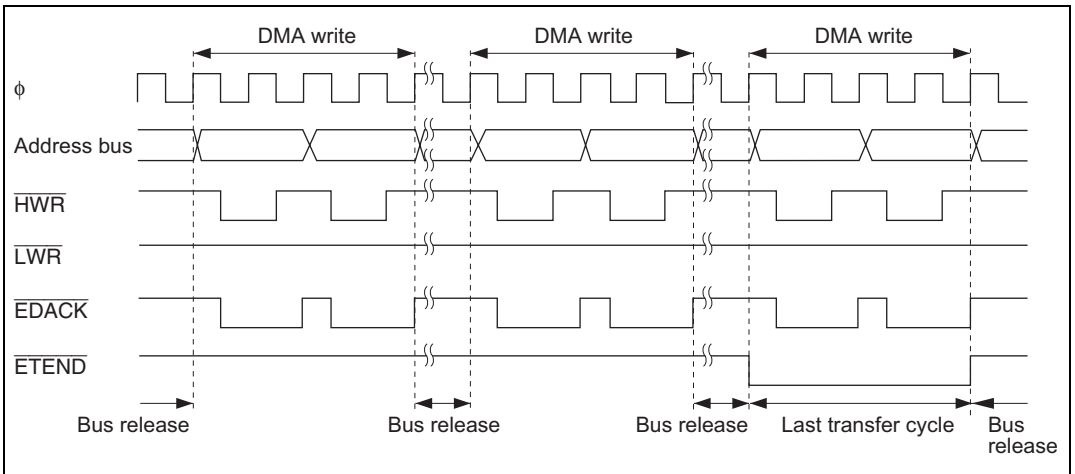 DMA write DMA write DMA write
φ
Address bus
HWR
LWR
EDACK
ETEND
Bus release Bus release Bus release Last transfer cycle Bus
release